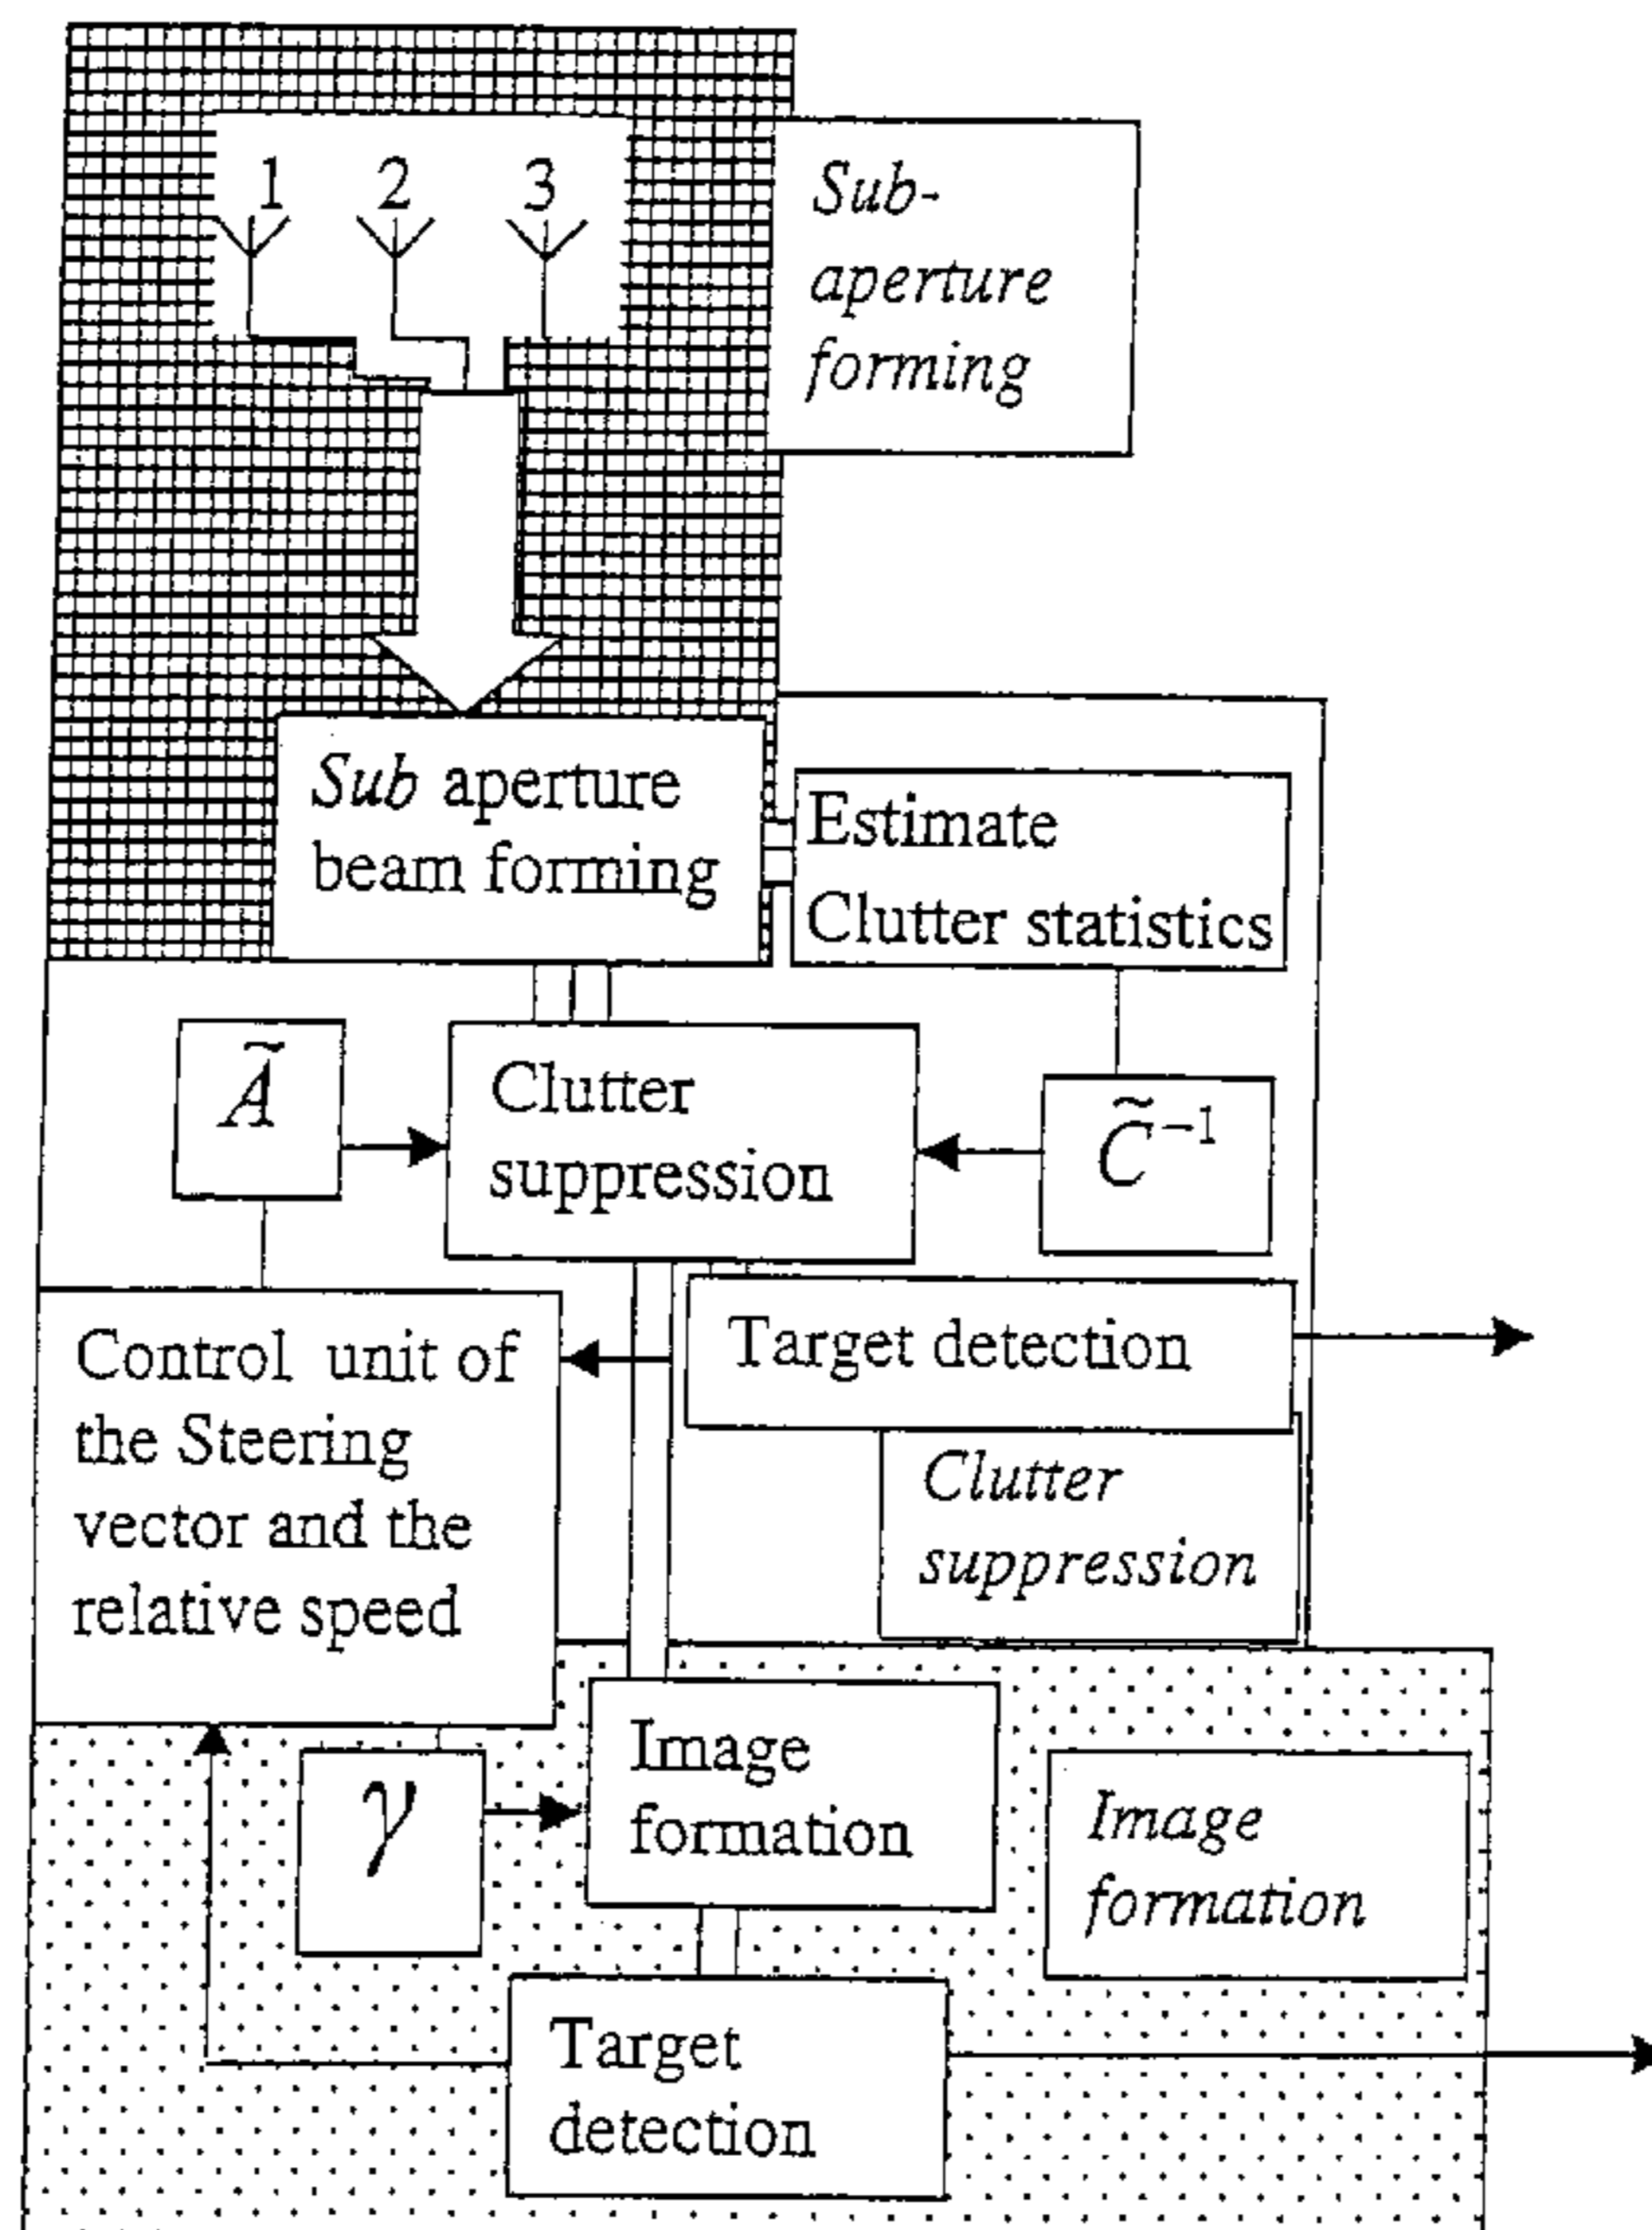 1 2 3
Sub-
aperture
forming
Sub aperture
beam forming
Estimate
Clutter statistics
Ã
Clutter
suppression
C̃⁻¹
Control unit of
the Steering
vector and the
relative speed
Target detection
Clutter
suppression
Image
formation
γ
Image
formation
Target
detection